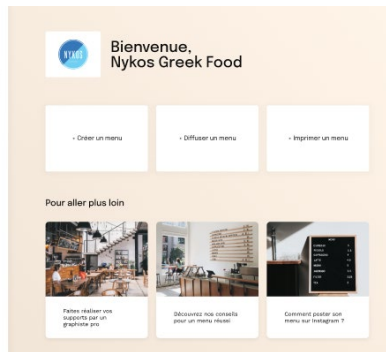 NYKOS
Bienvenue,
Nykos Greek Food
+ Créer un menu
+ Diffuser un menu
+ Imprimer un menu
Pour aller plus loin
Faites réaliser vos
supports par un
graphiste pro
Découvrez nos conseils
pour un menu réussi
Comment poster son
menu sur Instagram ?